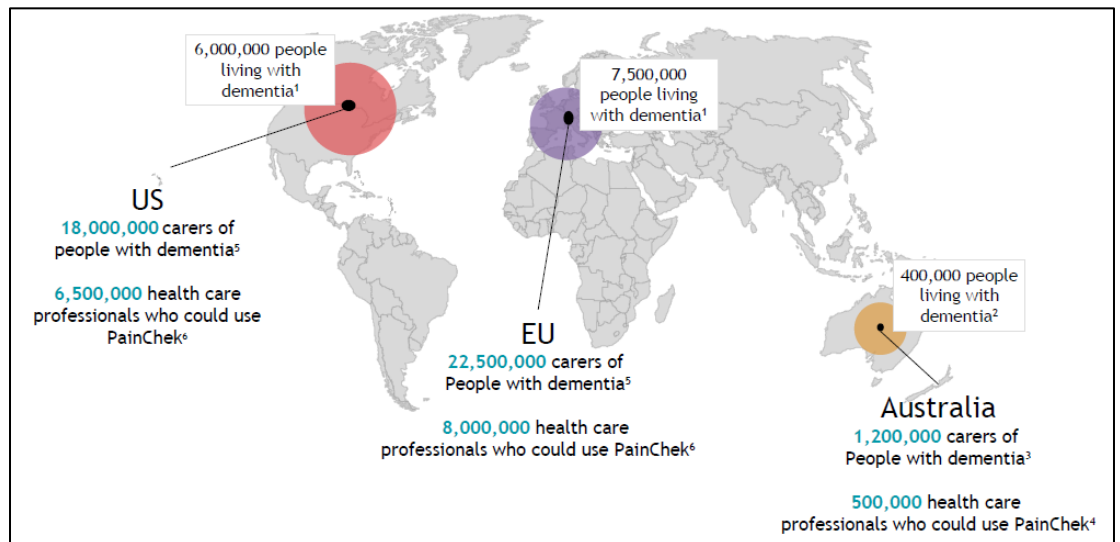 6,000,000 people
living with
dementia¹
7,500,000
people living
with dementia¹
US
18,000,000 carers of
people with dementia⁵
6,500,000 health care
professionals who could use
PainChek⁶
400,000 people
living with
dementia²
EU
22,500,000 carers of
People with dementia⁵
8,000,000 health care
professionals who could use PainChek⁶
Australia
1,200,000 carers of
People with dementia³
500,000 health care
professionals who could use PainChek⁴